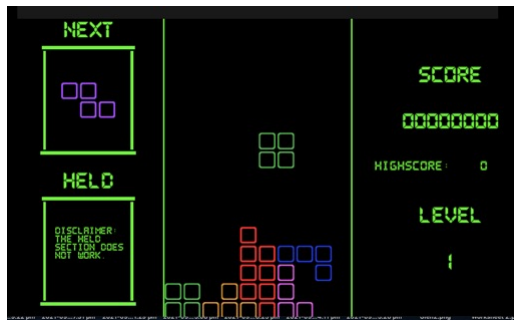 NEXT
HELD
DISCLAIMER:
THE HELD
SECTION DOES
NOT WORK.
SCORE
00000000
HIGHSCORE: 0
LEVEL
1